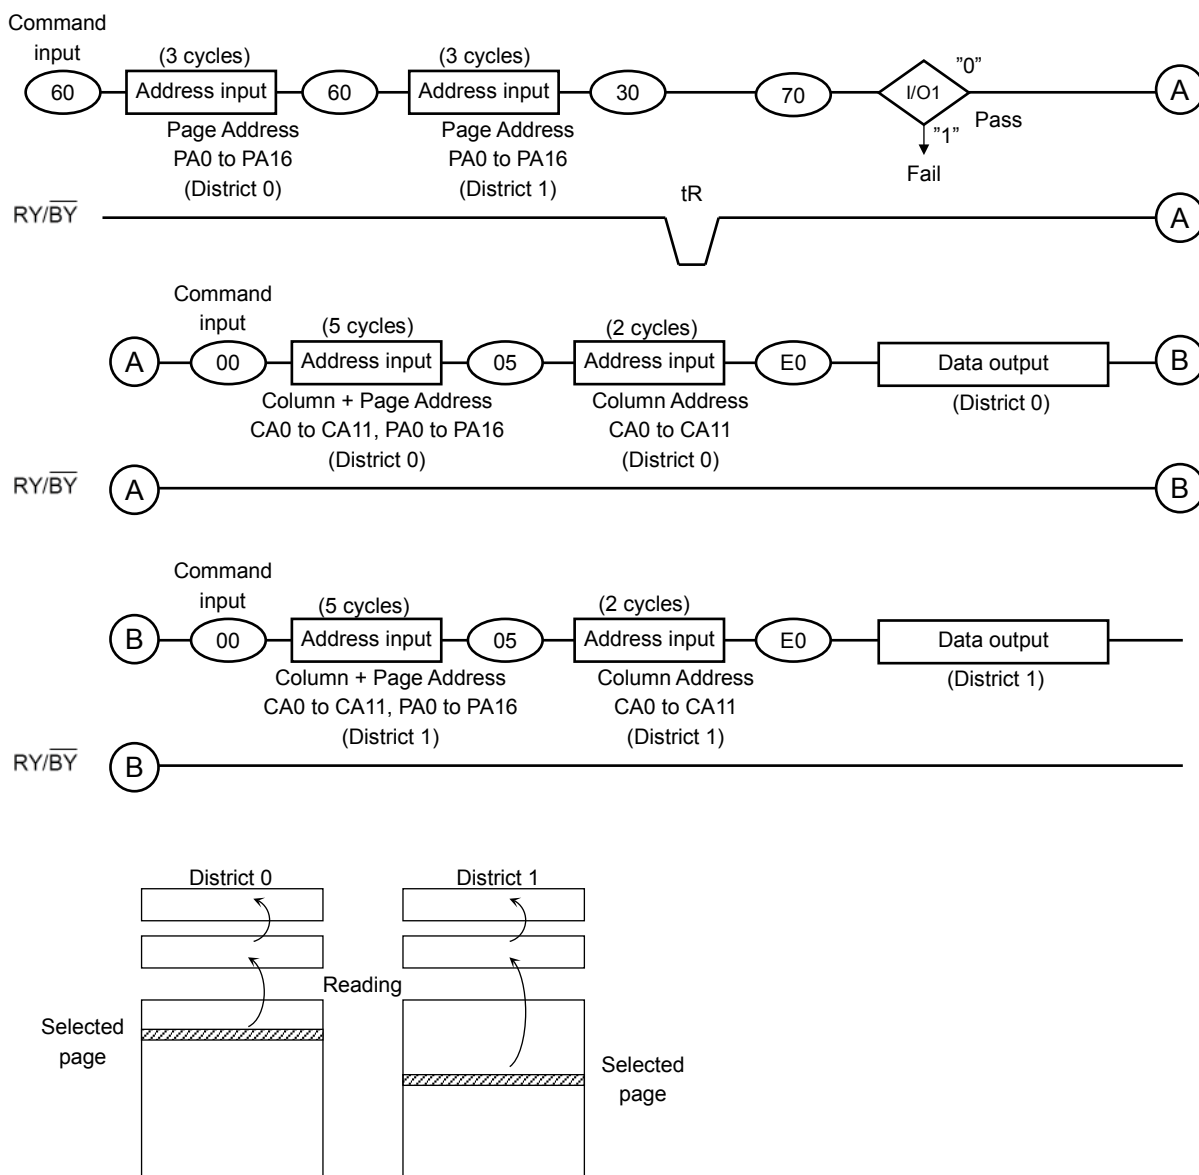 Command
input
(3 cycles)
(3 cycles)
60
Address input
60
Address input
30
70
I/O1
"0"
A
Pass
"1"
Fail
Page Address
PA0 to PA16
(District 0)
Page Address
PA0 to PA16
(District 1)
tR
RY/B̅Y̅
A
Command
input
(5 cycles)
(2 cycles)
A
00
Address input
05
Address input
E0
Data output
B
Column + Page Address
CA0 to CA11, PA0 to PA16
(District 0)
Column Address
CA0 to CA11
(District 0)
(District 0)
RY/B̅Y̅
A
B
Command
input
(5 cycles)
(2 cycles)
B
00
Address input
05
Address input
E0
Data output
Column + Page Address
CA0 to CA11, PA0 to PA16
(District 1)
Column Address
CA0 to CA11
(District 1)
(District 1)
RY/B̅Y̅
B
District 0
District 1
Reading
Selected
page
Selected
page